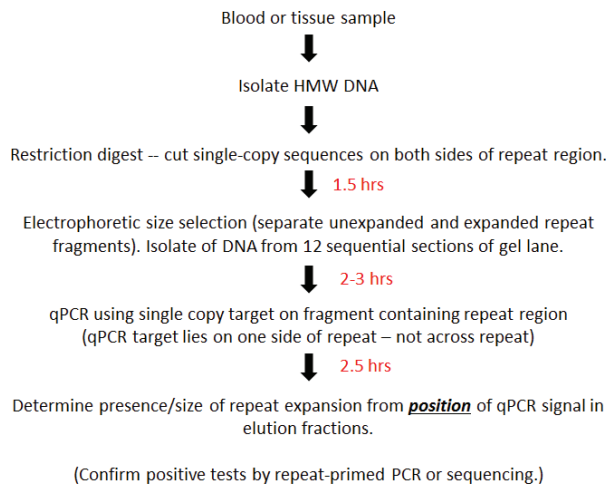 Blood or tissue sample
Isolate HMW DNA
Restriction digest -- cut single-copy sequences on both sides of repeat region.
1.5 hrs
Electrophoretic size selection (separate unexpanded and expanded repeat
fragments). Isolate of DNA from 12 sequential sections of gel lane.
2-3 hrs
qPCR using single copy target on fragment containing repeat region
(qPCR target lies on one side of repeat – not across repeat)
2.5 hrs
Determine presence/size of repeat expansion from position of qPCR signal in
elution fractions.
(Confirm positive tests by repeat-primed PCR or sequencing.)